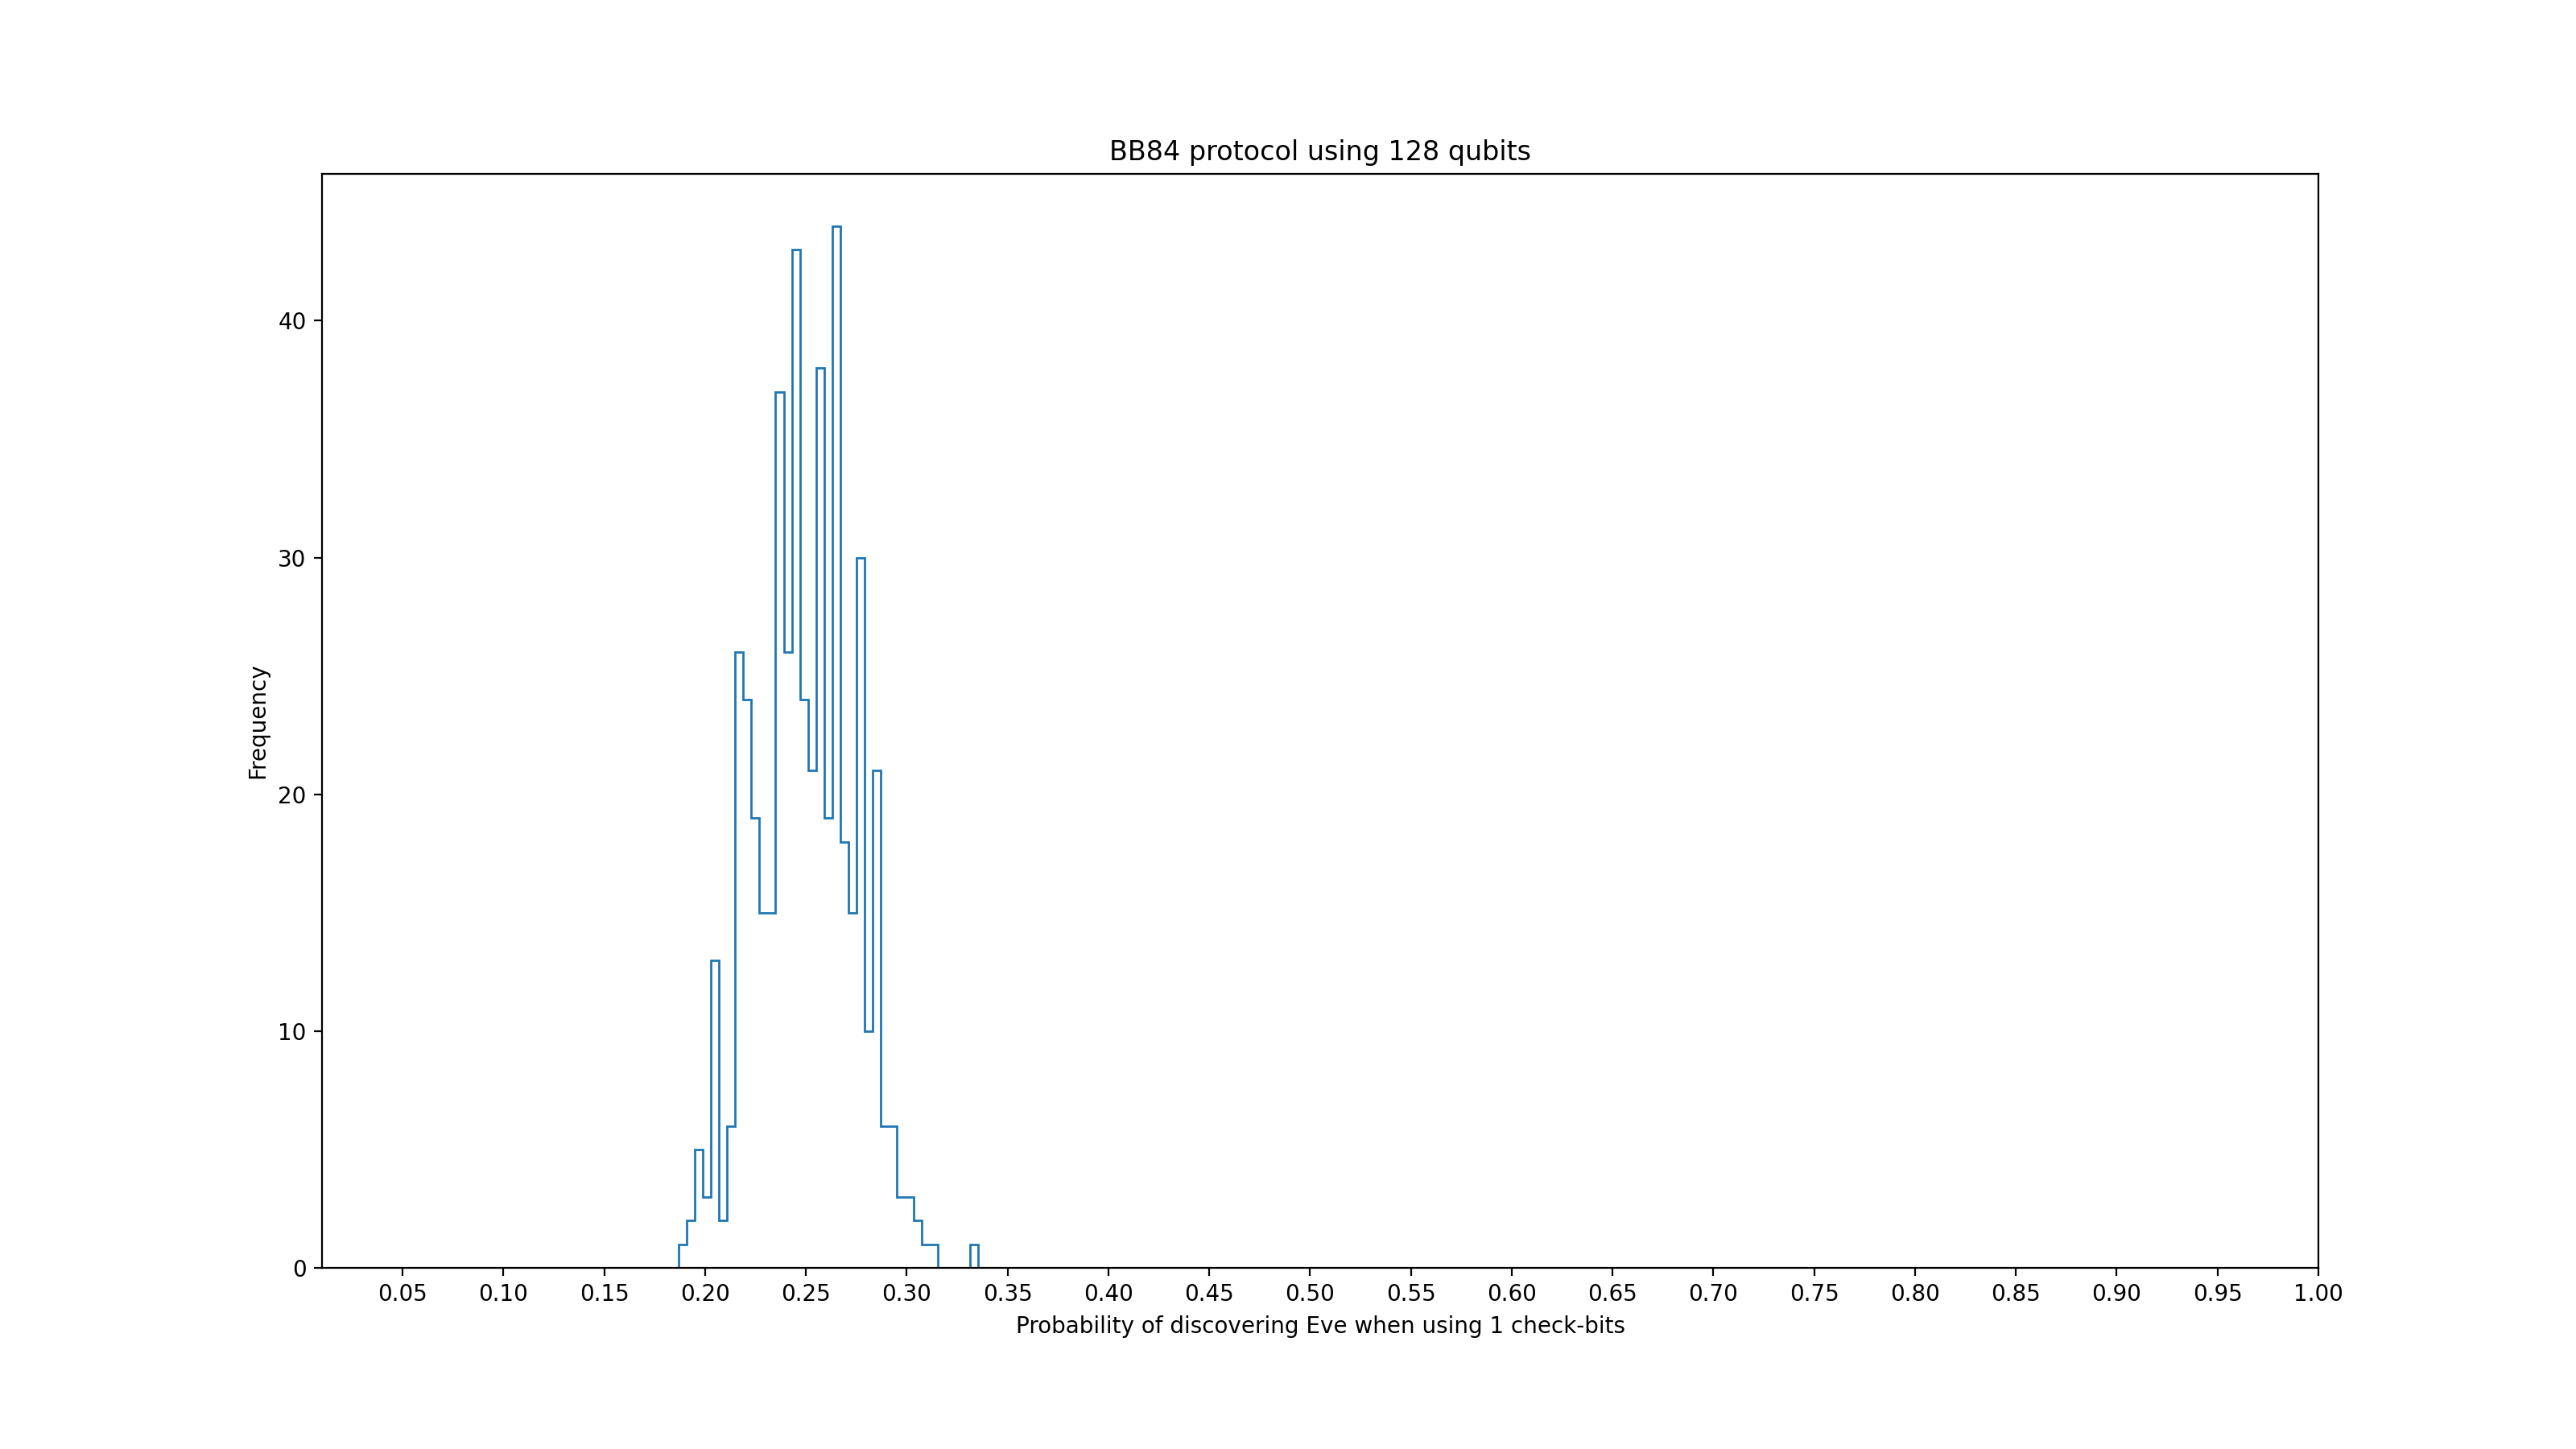 BB84 protocol using 128 qubits
Frequency
40
30
20
10
0
0.05 0.10 0.15 0.20 0.25 0.30 0.35 0.40 0.45 0.50 0.55 0.60 0.65 0.70 0.75 0.80 0.85 0.90 0.95 1.00
Probability of discovering Eve when using 1 check-bits